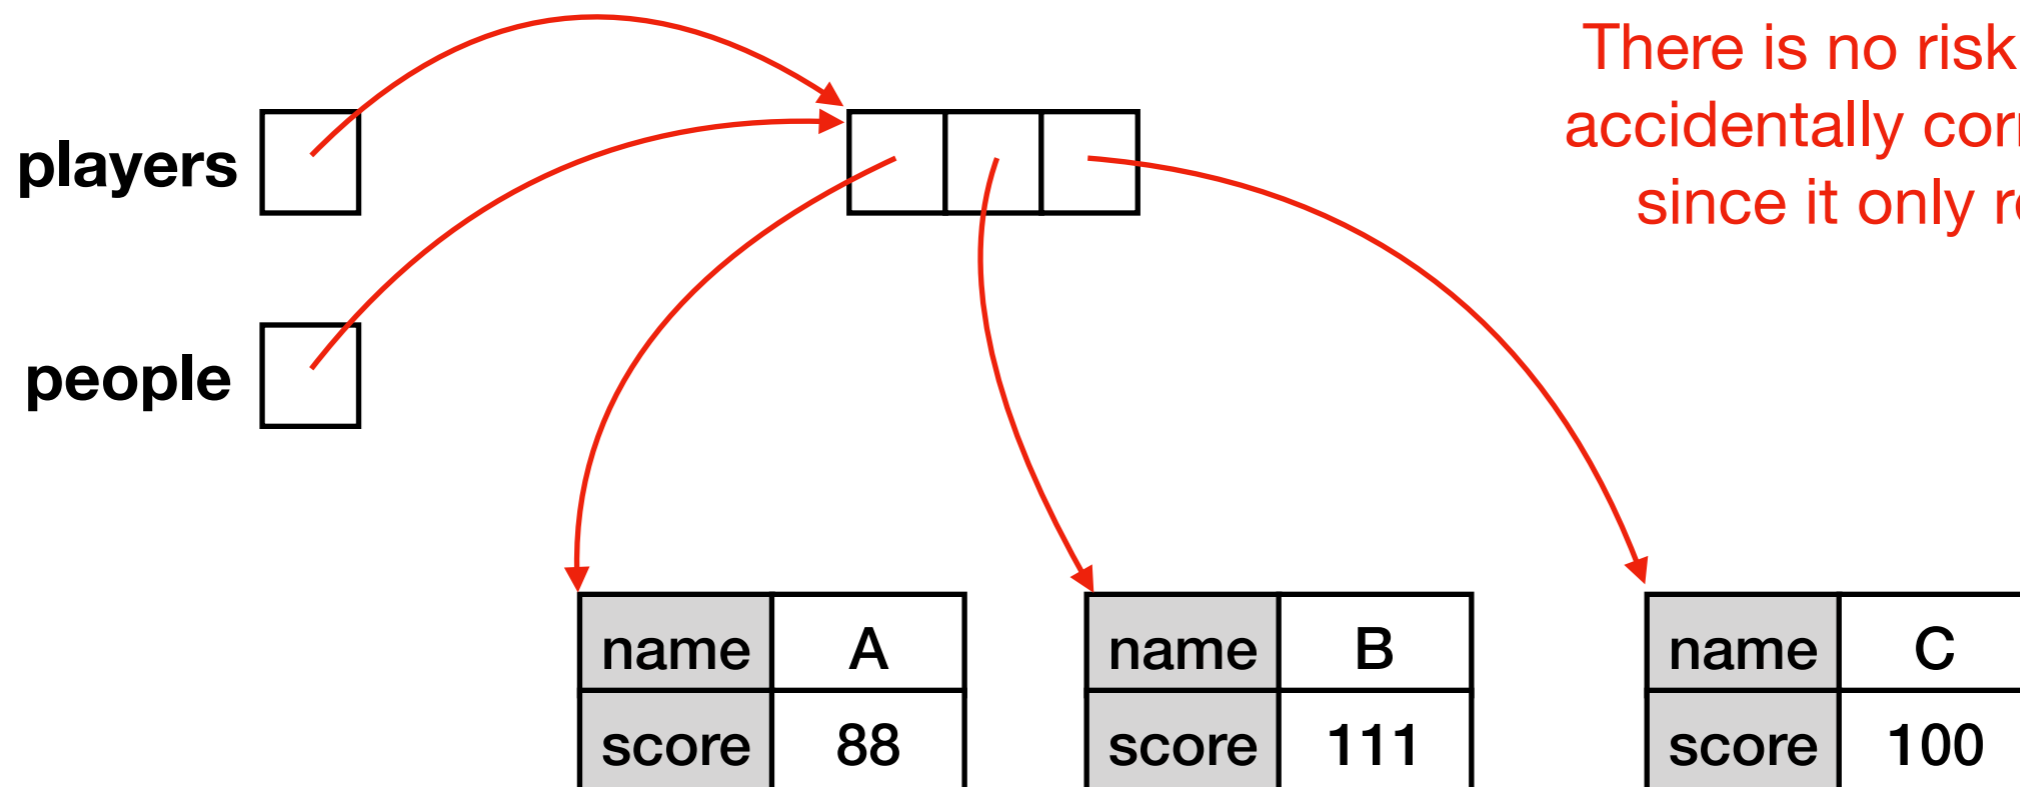 There is no risk
accidentally
since it only
players
people
name A
score 88
name B
score 111
name C
score 100